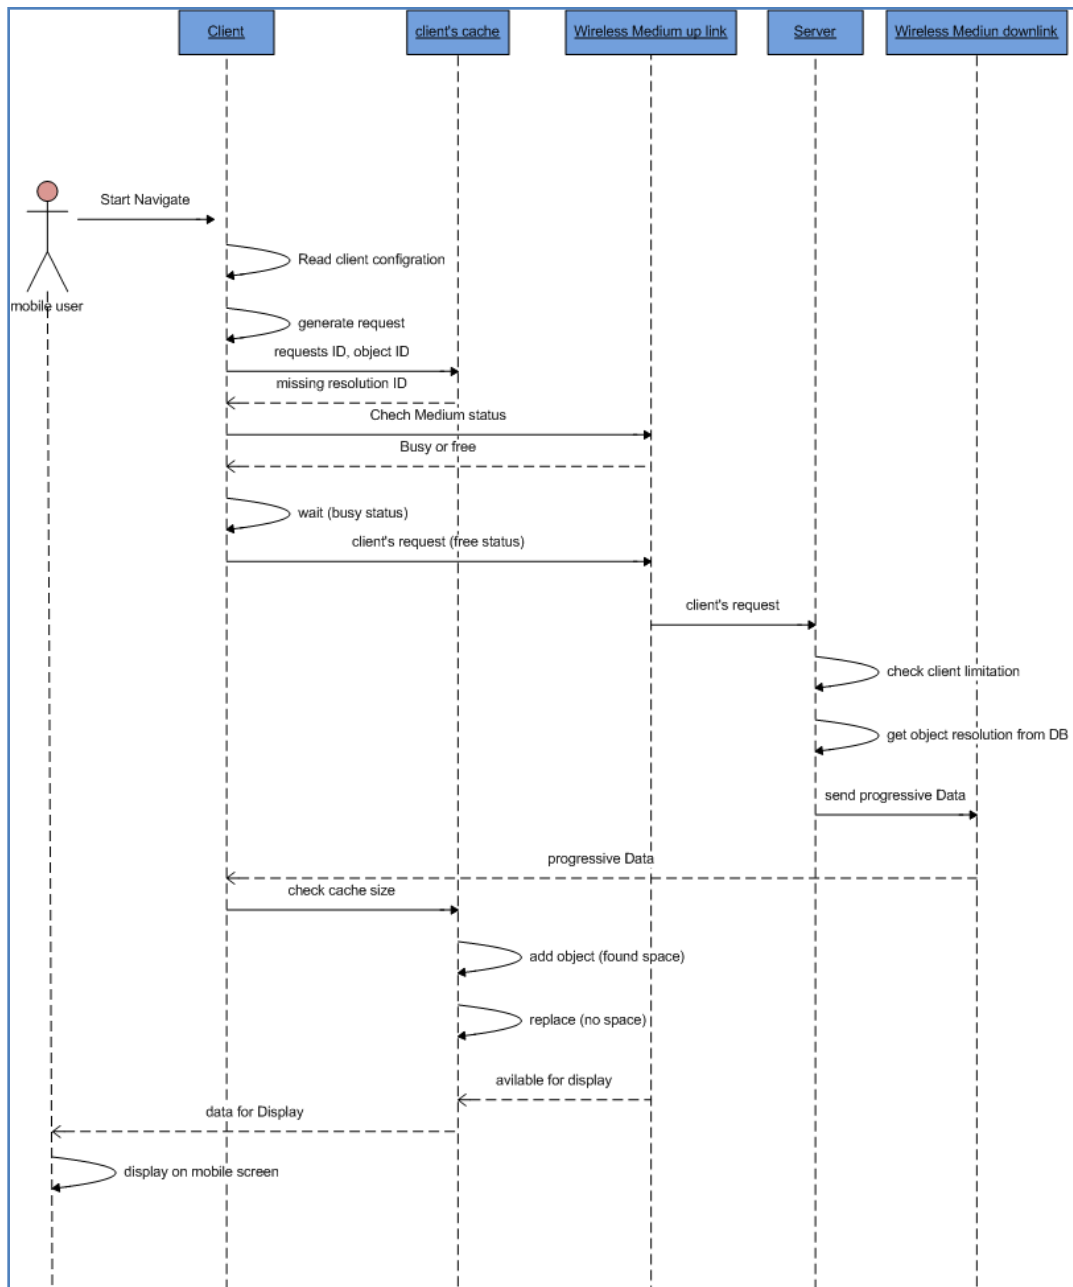 Client
client's cache
Wireless Medium up link
Server
Wireless Mediun downlink
Start Navigate
mobile user
Read client configration
generate request
requests ID, object ID
missing resolution ID
Chech Medium status
Busy or free
wait (busy status)
client's request (free status)
client's request
check client limitation
get object resolution from DB
send progressive Data
progressive Data
check cache size
add object (found space)
replace (no space)
avilable for display
data for Display
display on mobile screen